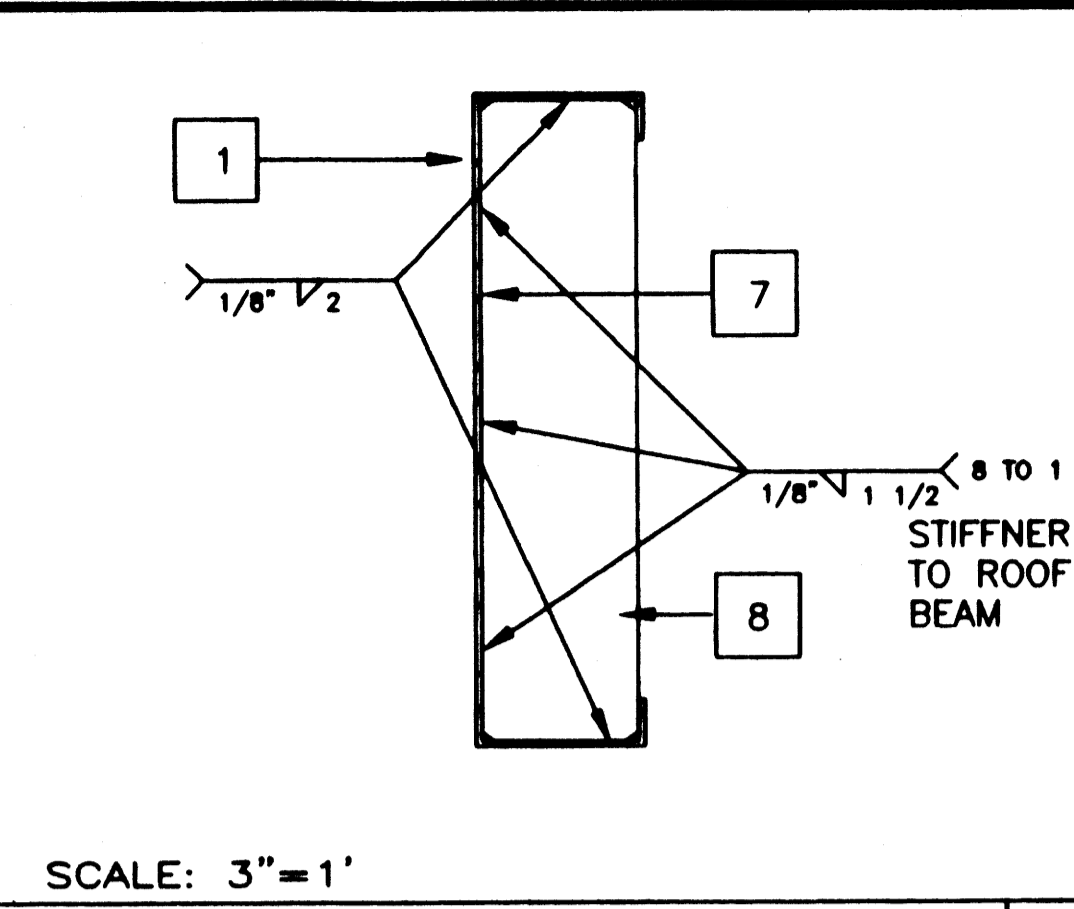 1
1/8" 2
7
8 TO 1
1/8" 1 1/2
STIFFNER
TO ROOF
BEAM
8
SCALE: 3"=1'